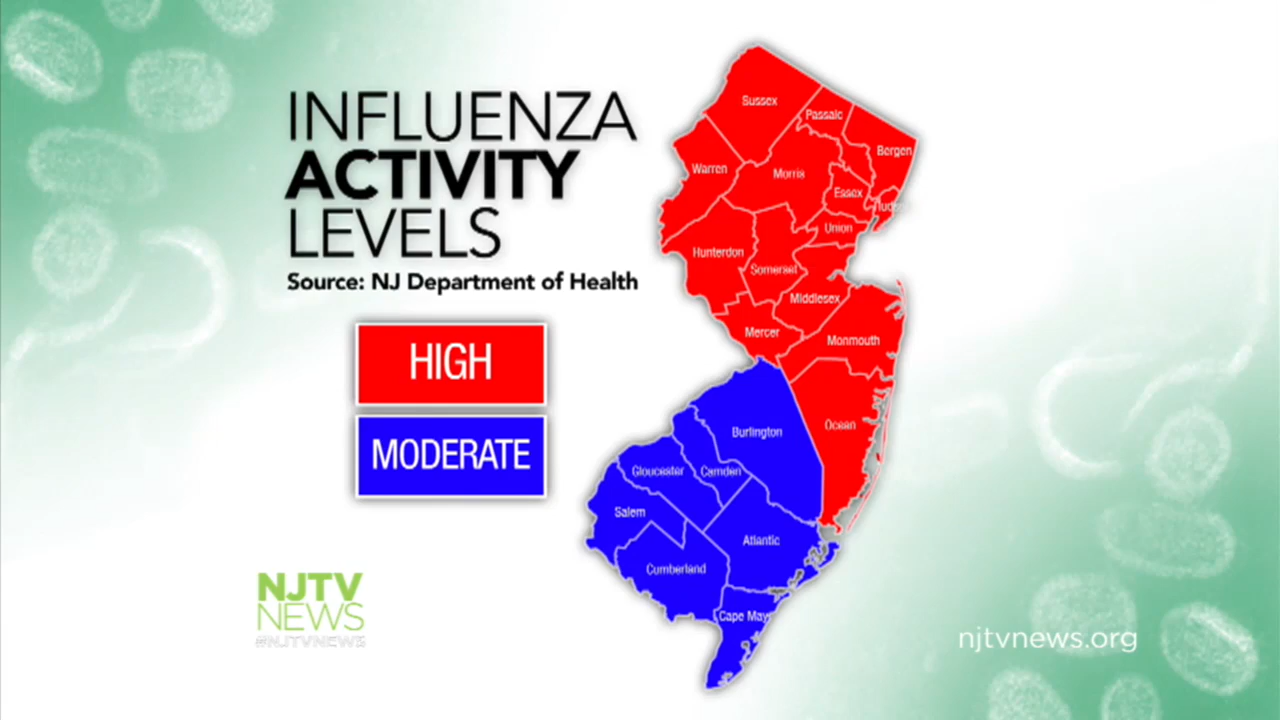 INFLUENZA
ACTIVITY
LEVELS
Source: NJ Department of Health
HIGH
MODERATE
Sussex
Passaic
Bergen
Warren
Morris
Essex
Union
Hunterdon
Somerset
Middlesex
Mercer
Monmouth
Ocean
Burlington
Gloucester
Camden
Salem
Atlantic
Cumberland
Cape May
NJTV
NEWS
#NJTVNEWS
njtvnews.org